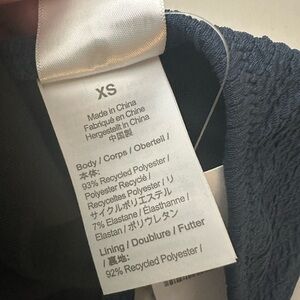 XS
Made in China
Fabriqué en Chine
Hergestellt in China
中国製
Body / Corps / Obertell /
本体:
93% Recycled Polyester /
Polyester Recyclé /
Recyceltes Polyester / リ
サイクルポリエステル
7% Elastane / Élasthanne /
Elastan / ポリウレタン
Lining / Doublure / Futter
/ 裏地:
92% Recycled Polyester /